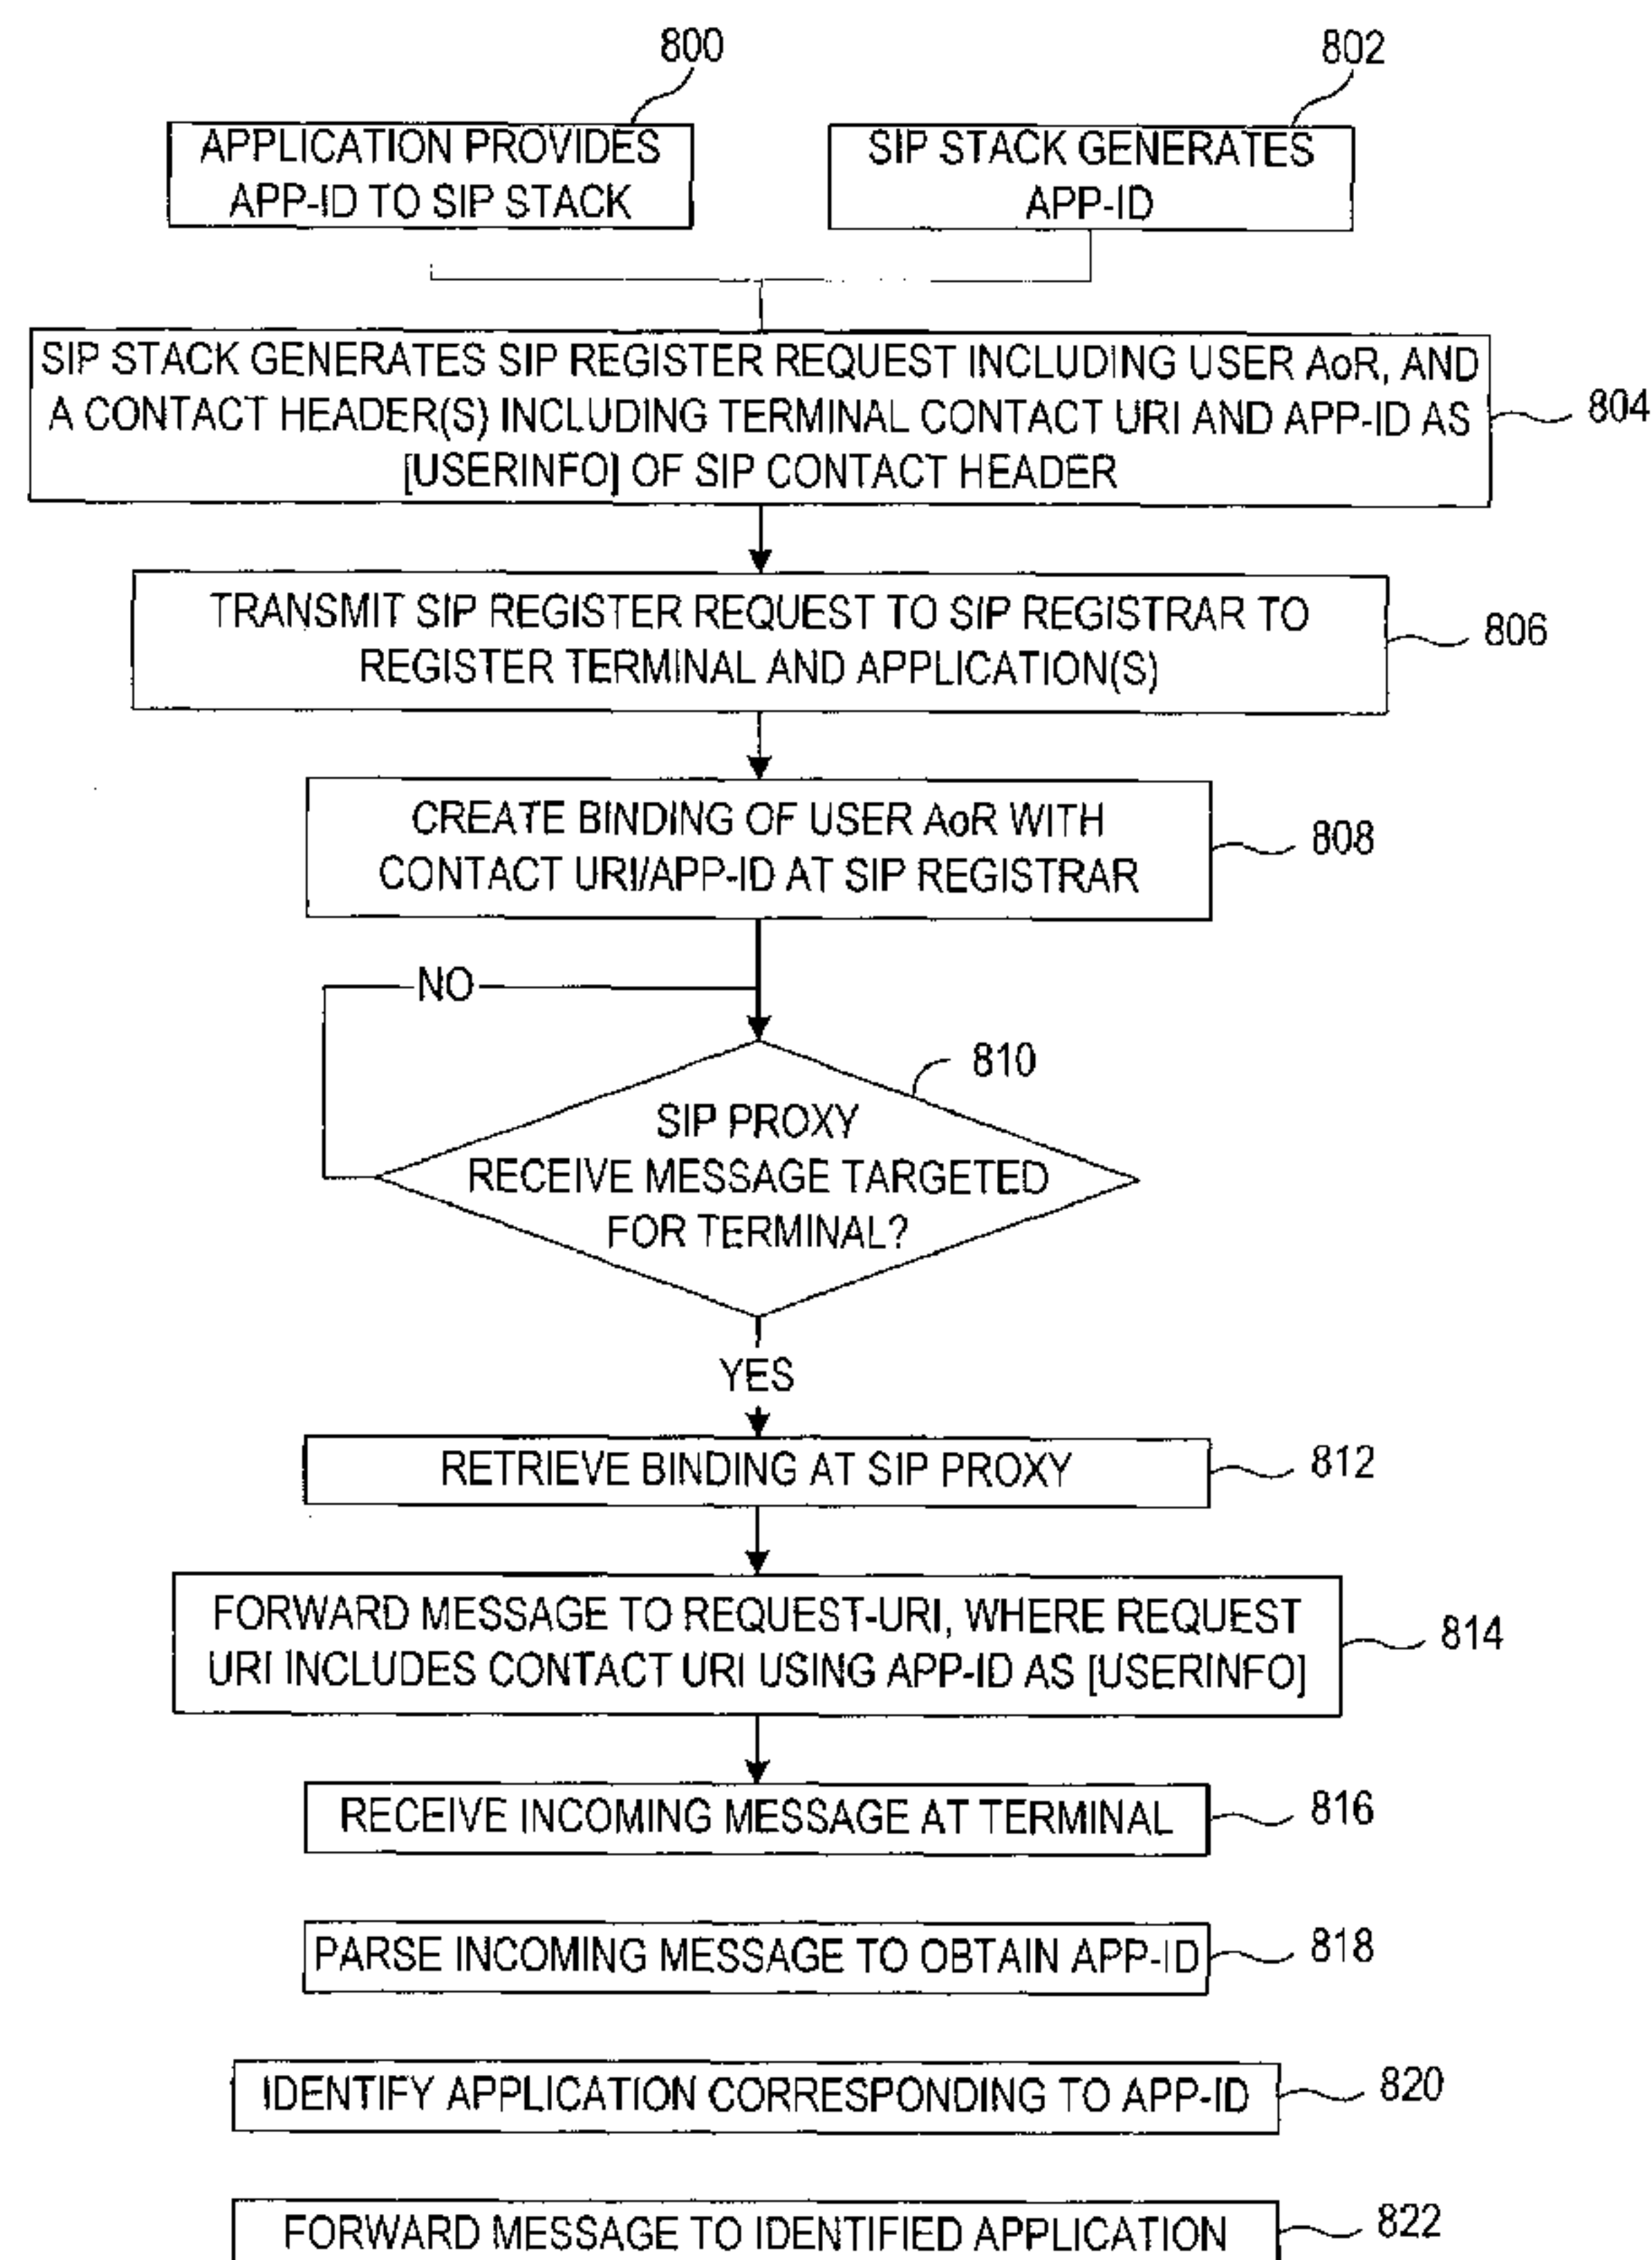 800
802
APPLICATION PROVIDES
APP-ID TO SIP STACK
SIP STACK GENERATES
APP-ID
SIP STACK GENERATES SIP REGISTER REQUEST INCLUDING USER AoR, AND
A CONTACT HEADER(S) INCLUDING TERMINAL CONTACT URI AND APP-ID AS
[USERINFO] OF SIP CONTACT HEADER
804
TRANSMIT SIP REGISTER REQUEST TO SIP REGISTRAR TO
REGISTER TERMINAL AND APPLICATION(S)
806
CREATE BINDING OF USER AoR WITH
CONTACT URI/APP-ID AT SIP REGISTRAR
808
NO
810
SIP PROXY
RECEIVE MESSAGE TARGETED
FOR TERMINAL?
YES
RETRIEVE BINDING AT SIP PROXY
812
FORWARD MESSAGE TO REQUEST-URI, WHERE REQUEST
URI INCLUDES CONTACT URI USING APP-ID AS [USERINFO]
814
RECEIVE INCOMING MESSAGE AT TERMINAL
816
PARSE INCOMING MESSAGE TO OBTAIN APP-ID
818
IDENTIFY APPLICATION CORRESPONDING TO APP-ID
820
FORWARD MESSAGE TO IDENTIFIED APPLICATION
822